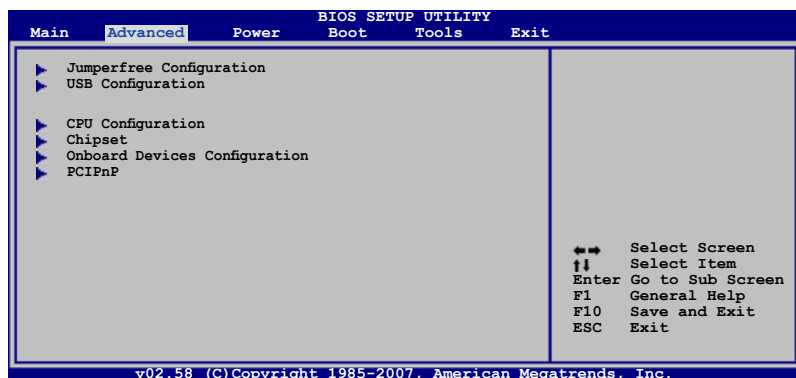 BIOS SETUP UTILITY
Main Advanced Power Boot Tools Exit
Jumperfree Configuration
USB Configuration
CPU Configuration
Chipset
Onboard Devices Configuration
PCIPnP
Select Screen
Select Item
Enter Go to Sub Screen
F1 General Help
F10 Save and Exit
ESC Exit
v02.58 (C)Copyright 1985-2007, American Megatrends, Inc.